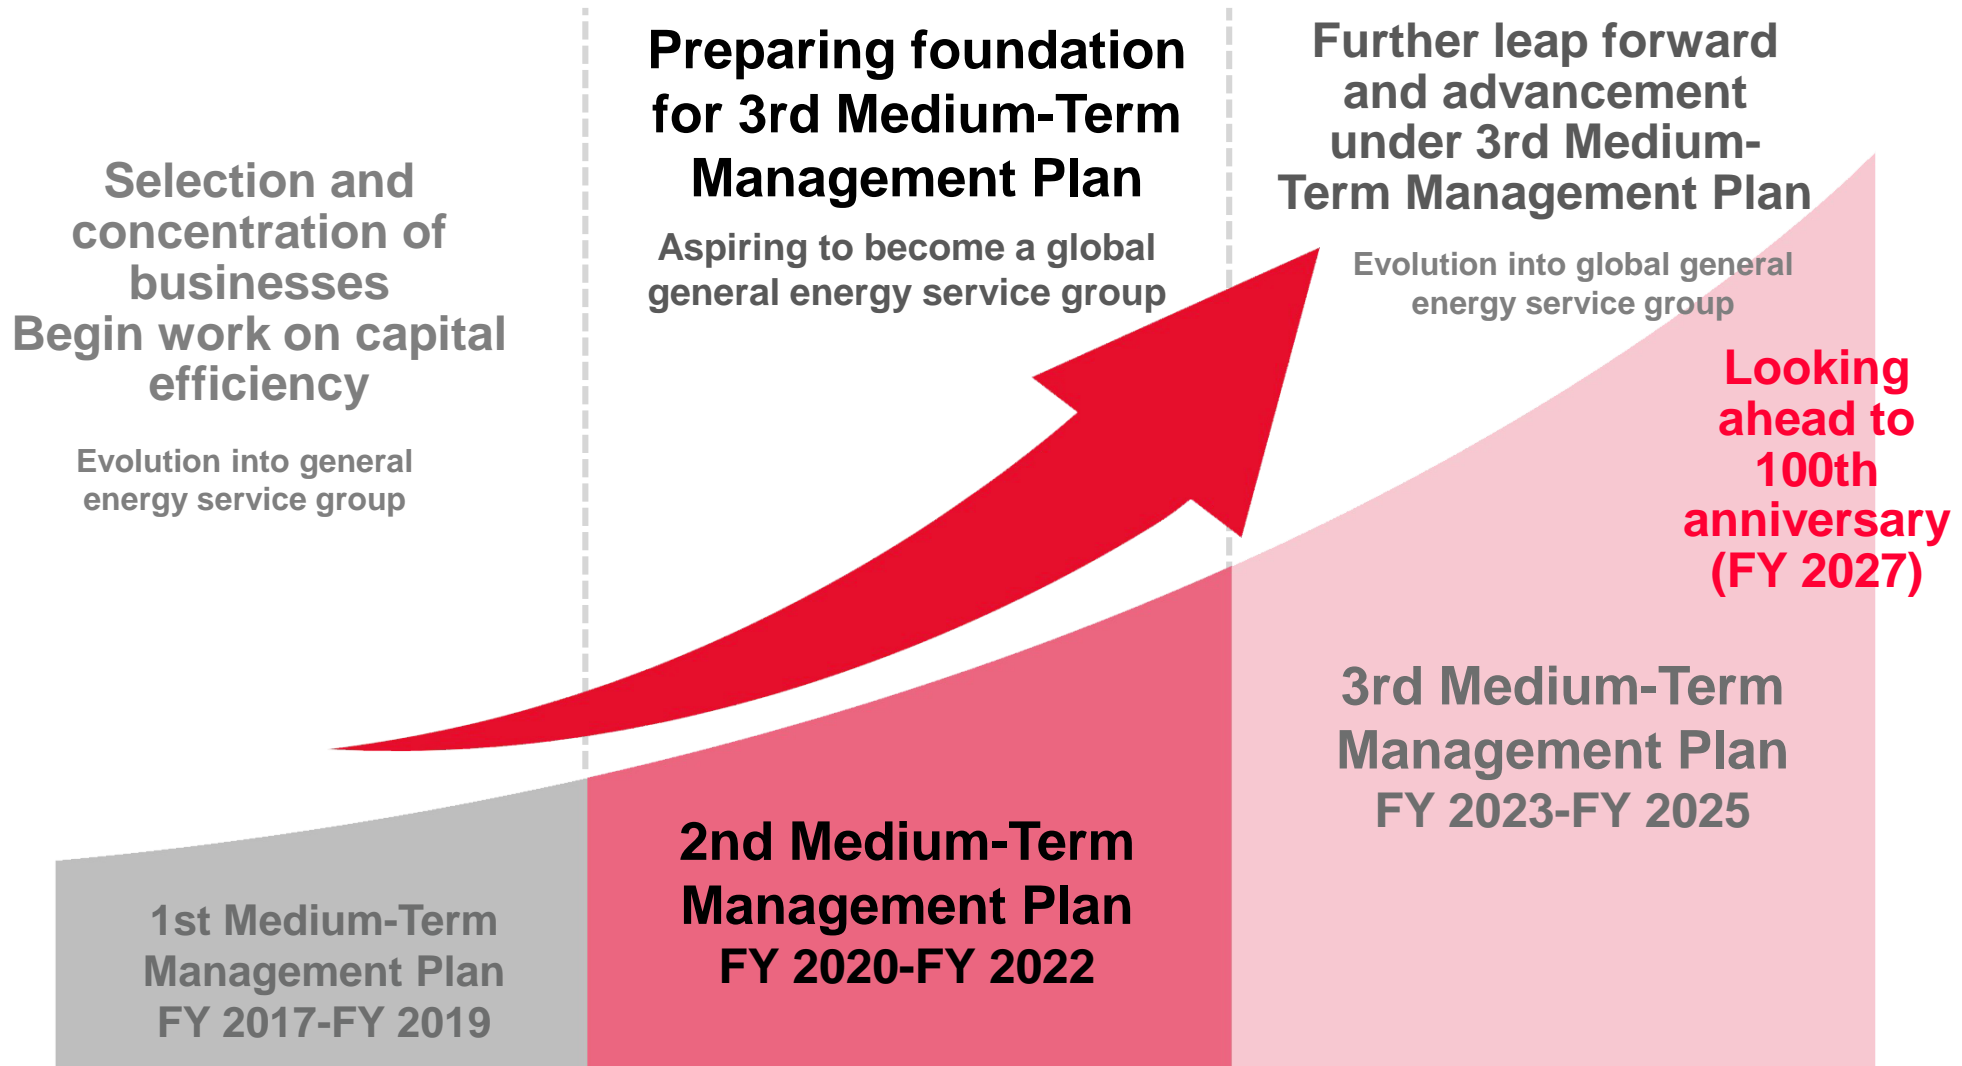 Selection and
concentration of
businesses
Begin work on capital
efficiency
Evolution into general
energy service group
1st Medium-Term
Management Plan
FY 2017-FY 2019
Preparing foundation
for 3rd Medium-Term
Management Plan
Aspiring to become a global
general energy service group
2nd Medium-Term
Management Plan
FY 2020-FY 2022
Further leap forward
and advancement
under 3rd Medium-
Term Management Plan
Evolution into global general
energy service group
Looking
ahead to
100th
anniversary
(FY 2027)
3rd Medium-Term
Management Plan
FY 2023-FY 2025